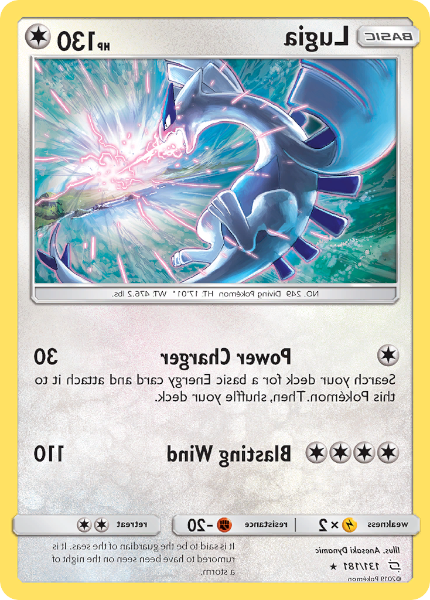 BASIC Lugia HP 130
NO. 249 Diving Pokémon HT: 17'01" WT: 476.2 lbs.
Power Charger 30
Search your deck for a basic Energy card and attach it to
this Pokémon. Then, shuffle your deck.
Blasting Wind 110
weakness ×2 resistance -20 retreat
Illus. Anesaki Dynamic
131/181 ★
©2019 Pokémon
It is said to be the guardian of the seas. It is
rumored to have been seen on the night of
a storm.